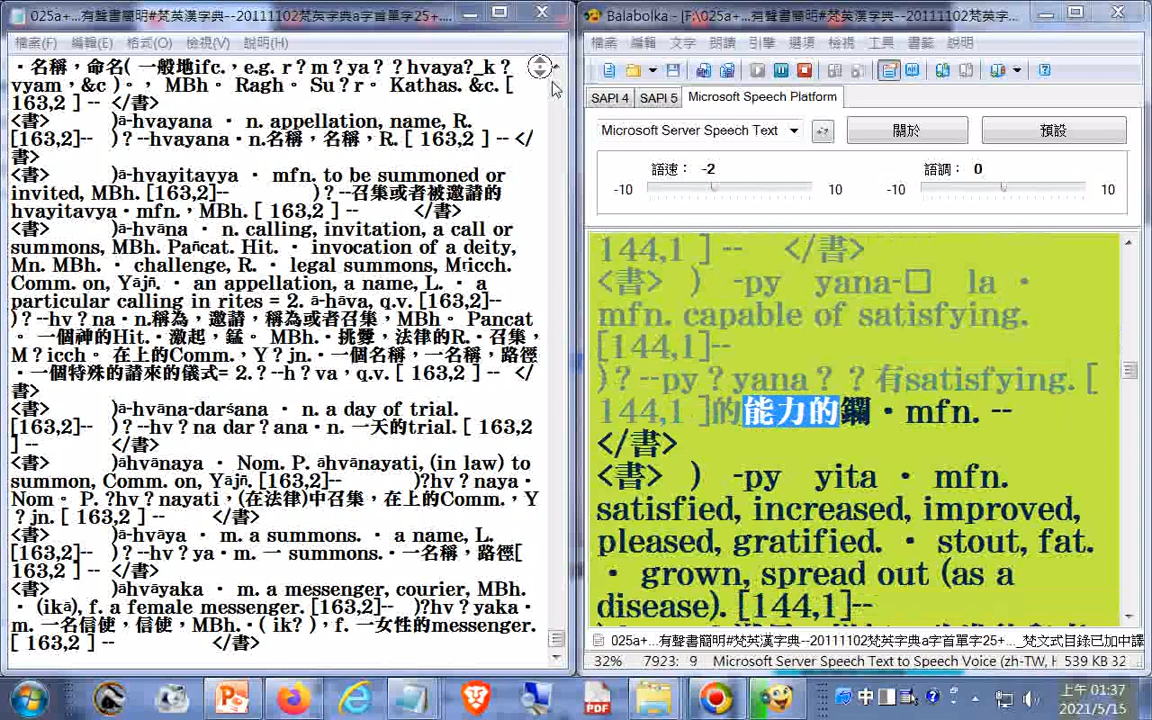 025a+...有聲書簡明#梵英漢字典--20111102梵英字典a字首單字25+...
檔案(F) 編輯(E) 格式(O) 檢視(V) 說明(H)
・名稱，命名( 一般地ifc.，e.g. r？m？ya？？hvaya?_k？
vyam，&c )。， MBh。Ragh。Su？r。Kathas. &c. [
163,2 ] -- </書>
<書> )ā-hvayana ・ n. appellation, name, R.
[163,2]-- )？--hvayana・n.名稱，名稱，R. [ 163,2 ] -- </
書>
<書> )ā-hvayitavya ・ mfn. to be summoned or
invited, MBh. [163,2]-- )？--召集或者被邀請的
hvayitavya・mfn.，MBh. [ 163,2 ] -- </書>
<書> )ā-hvāna ・ n. calling, invitation, a call or
summons, MBh. Pañcat. Hit. ・ invocation of a deity,
Mn. MBh. ・ challenge, R. ・ legal summons, Mṛicch.
Comm. on, Yājñ. ・ an appellation, a name, L. ・ a
particular calling in rites = 2. ā-hāva, q.v. [163,2]--
)？--hv？na・n.稱為，邀請，稱為或者召集，MBh。Pancat
。一個神的Hit.・激起，錳。 MBh.・挑釁，法律的R.・召集，
M？icch。 在上的Comm.，Y？jn.・一個名稱，一名稱，路徑
・一個特殊的請來的儀式= 2.？--h？va，q.v. [ 163,2 ] -- </
書>
<書> )ā-hvāna-darśana ・ n. a day of trial.
[163,2]-- )？--hv？na dar？ana・n. 一天的trial. [ 163,2
] -- </書>
<書> )āhvānaya ・ Nom. P. āhvānayati, (in law) to
summon, Comm. on, Yājñ. [163,2]-- )?hv？naya・
Nom。 P. ?hv？nayati，(在法律)中召集，在上的Comm.，Y
？jn. [ 163,2 ] -- </書>
<書> )ā-hvāya ・ m. a summons. ・ a name, L.
[163,2]-- )？--hv？ya・m. 一 summons.・一名稱，路徑[
163,2 ] -- </書>
<書> )āhvāyaka ・ m. a messenger, courier, MBh.
・ (ikā), f. a female messenger. [163,2]-- )?hv？yaka・
m. 一名信使，信使，MBh.・( ik？)，f. 一女性的messenger.
[ 163,2 ] -- </書>
Balabolka - [F:\025a+...有聲書簡明#梵英漢字典--20111102梵英字...
檔案 編輯 文字 朗讀 引擎 選項 檢視 工具 書籤 說明
SAPI 4 SAPI 5 Microsoft Speech Platform
Microsoft Server Speech Text 關於 預設
語速： -2 語調： 0
-10 10 -10 10
144,1 ] -- </書>
<書> ) -py yana-□ la ・
mfn. capable of satisfying.
[144,1]--
)？--py？yana？？有satisfying. [
144,1 ]的能力的鑭・mfn. --
</書>
<書> ) -py yita ・ mfn.
satisfied, increased, improved,
pleased, gratified. ・ stout, fat.
・ grown, spread out (as a
disease). [144,1]--
025a+...有聲書簡明#梵英漢字典--20111102梵英字典a字首單字25+..._梵文式目錄已加中譯
32% 7923: 9 Microsoft Server Speech Text to Speech Voice (zh-TW, H 539 KB 32
中
PDF
上午 01:37
2021/5/15